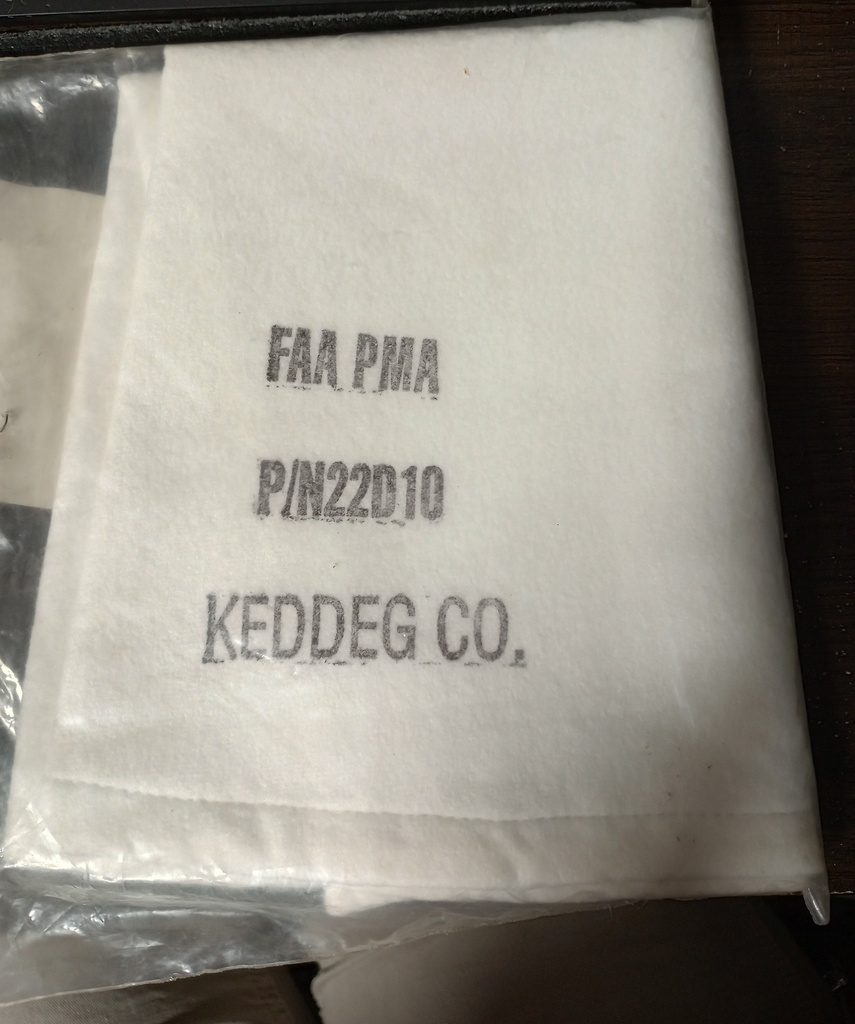 FAA PMA
P/N22D10
KEDDEG CO.